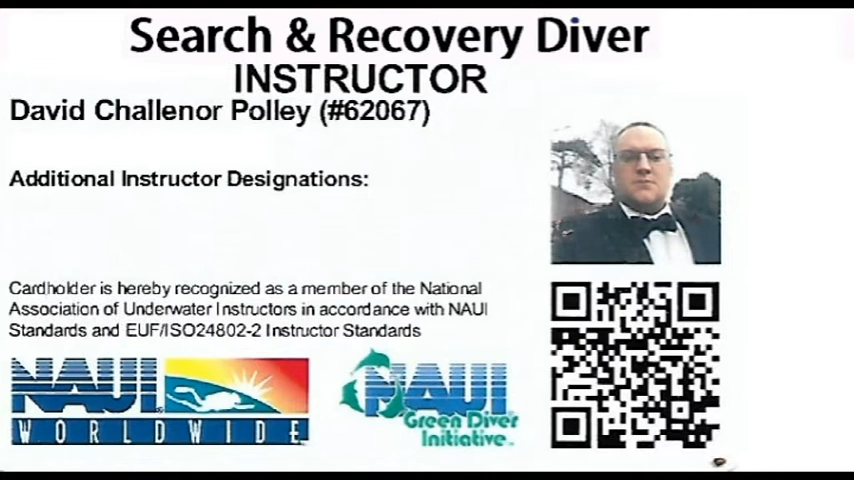 Search & Recovery Diver
INSTRUCTOR
David Challenor Polley (#62067)
Additional Instructor Designations:
Cardholder is hereby recognized as a member of the National
Association of Underwater Instructors in accordance with NAUI
Standards and EUF/ISO24802-2 Instructor Standards
NAUI
WORLDWIDE
NAUI
Green Diver
Initiative